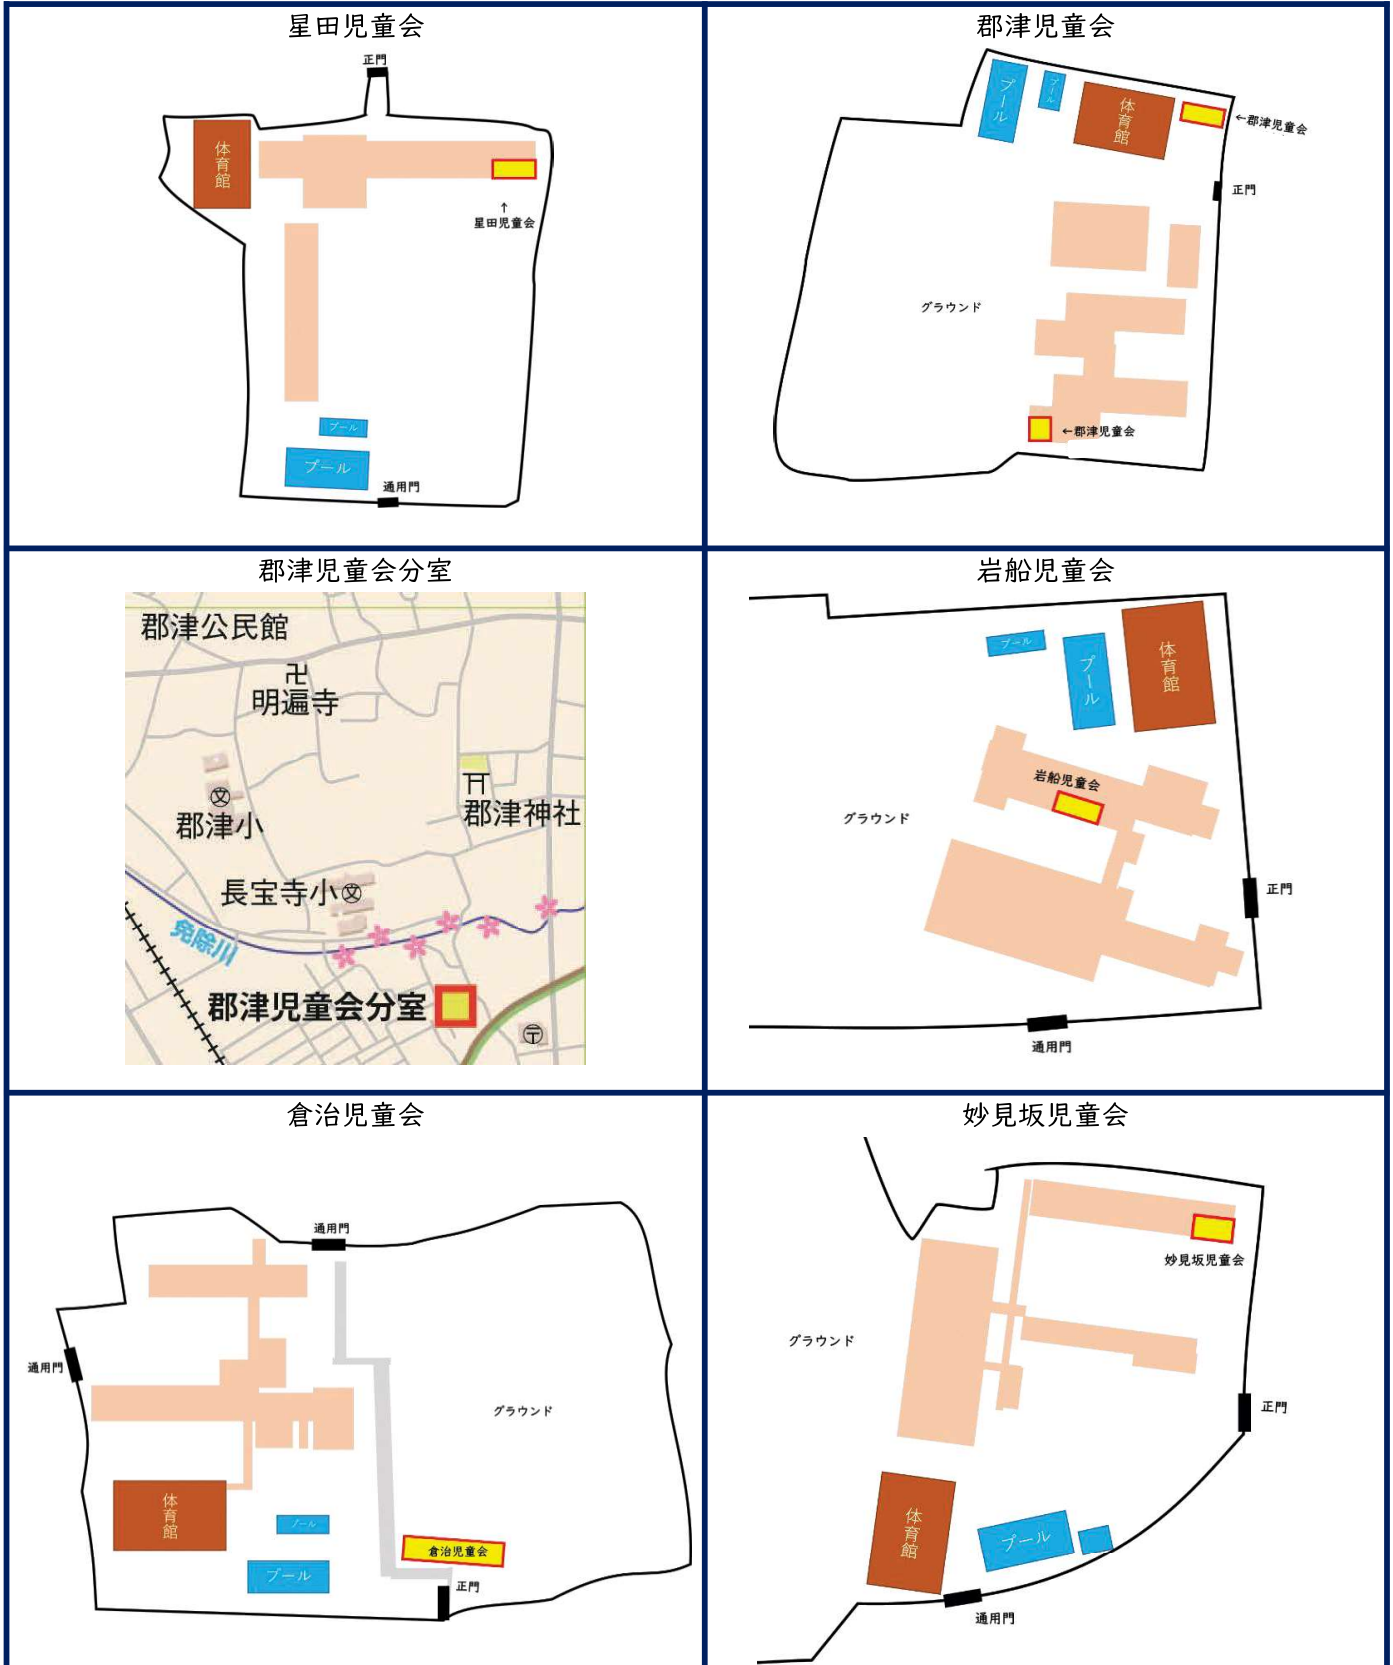 星田児童会
正門
体育館
↑
星田児童会
プール
プール
通用門
郡津児童会
プール
プール
体育館
←郡津児童会
正門
グラウンド
←郡津児童会
郡津児童会分室
郡津公民館
卍
明遍寺
郡津神社
文
郡津小
長宝寺小文
免除川
郡津児童会分室
〒
岩船児童会
プール
プール
体育館
岩船児童会
グラウンド
正門
通用門
倉治児童会
通用門
通用門
グラウンド
体育館
プール
プール
倉治児童会
正門
妙見坂児童会
妙見坂児童会
グラウンド
正門
体育館
プール
通用門